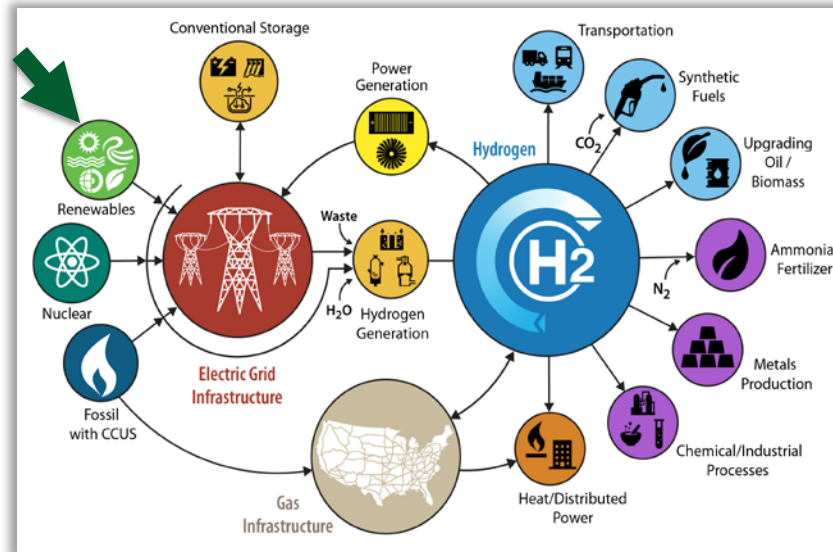 Conventional Storage
Transportation
Power
Generation
Synthetic
Fuels
CO2
Hydrogen
Upgrading
Oil /
Biomass
Renewables
Waste
H2
Ammonia
Fertilizer
N2
Nuclear
H2O
Hydrogen
Generation
Metals
Production
Electric Grid
Infrastructure
Fossil
with CCUS
Chemical/Industrial
Processes
Gas
Infrastructure
Heat/Distributed
Power